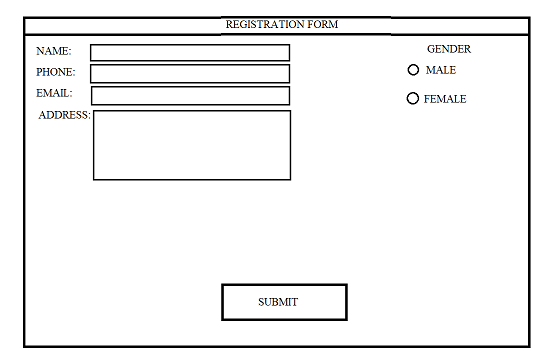 REGISTRATION FORM
NAME:
PHONE:
EMAIL:
ADDRESS:
GENDER
MALE
FEMALE
SUBMIT